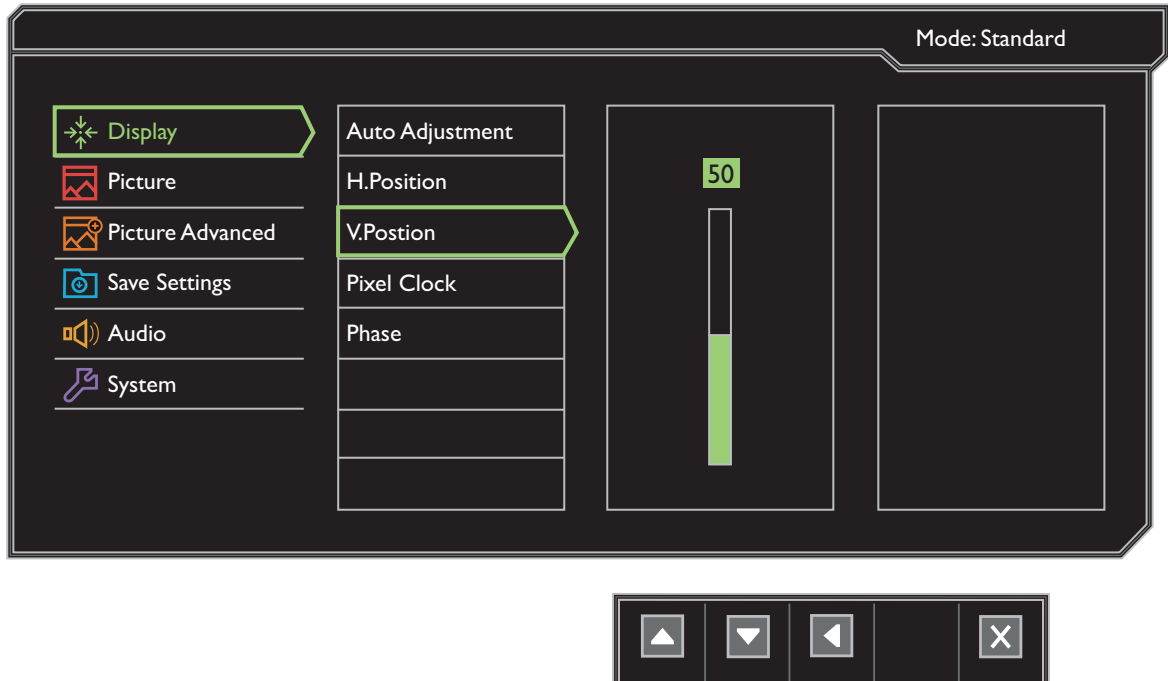 Mode: Standard
Display
Picture
Picture Advanced
Save Settings
Audio
System
Auto Adjustment
H.Position
V.Postion
Pixel Clock
Phase
50
X